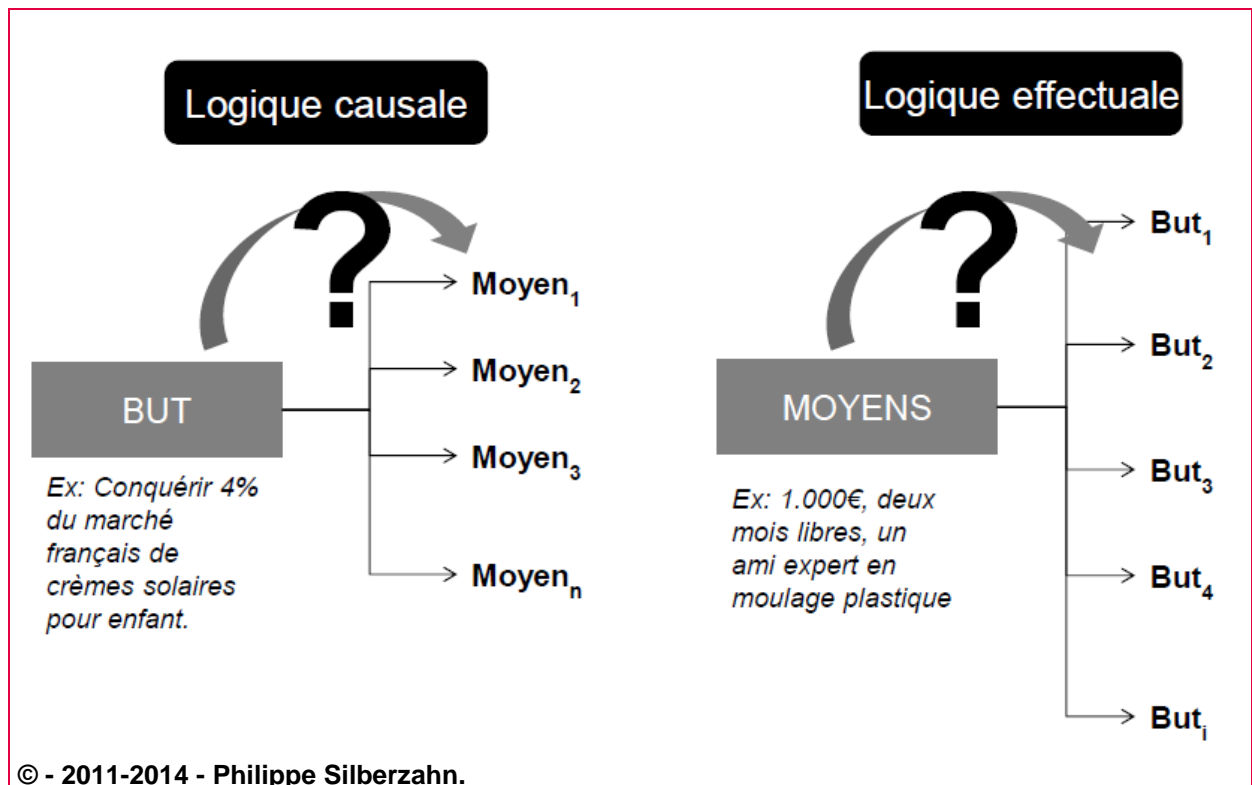 Logique causale
?
Moyen1
Moyen2
Moyen3
Moyenn
BUT
Ex: Conquérir 4%
du marché
français de
crèmes solaires
pour enfant.
Logique effectuale
?
But1
But2
But3
But4
Buti
MOYENS
Ex: 1.000€, deux
mois libres, un
ami expert en
moulage plastique
© - 2011-2014 - Philippe Silberzahn.